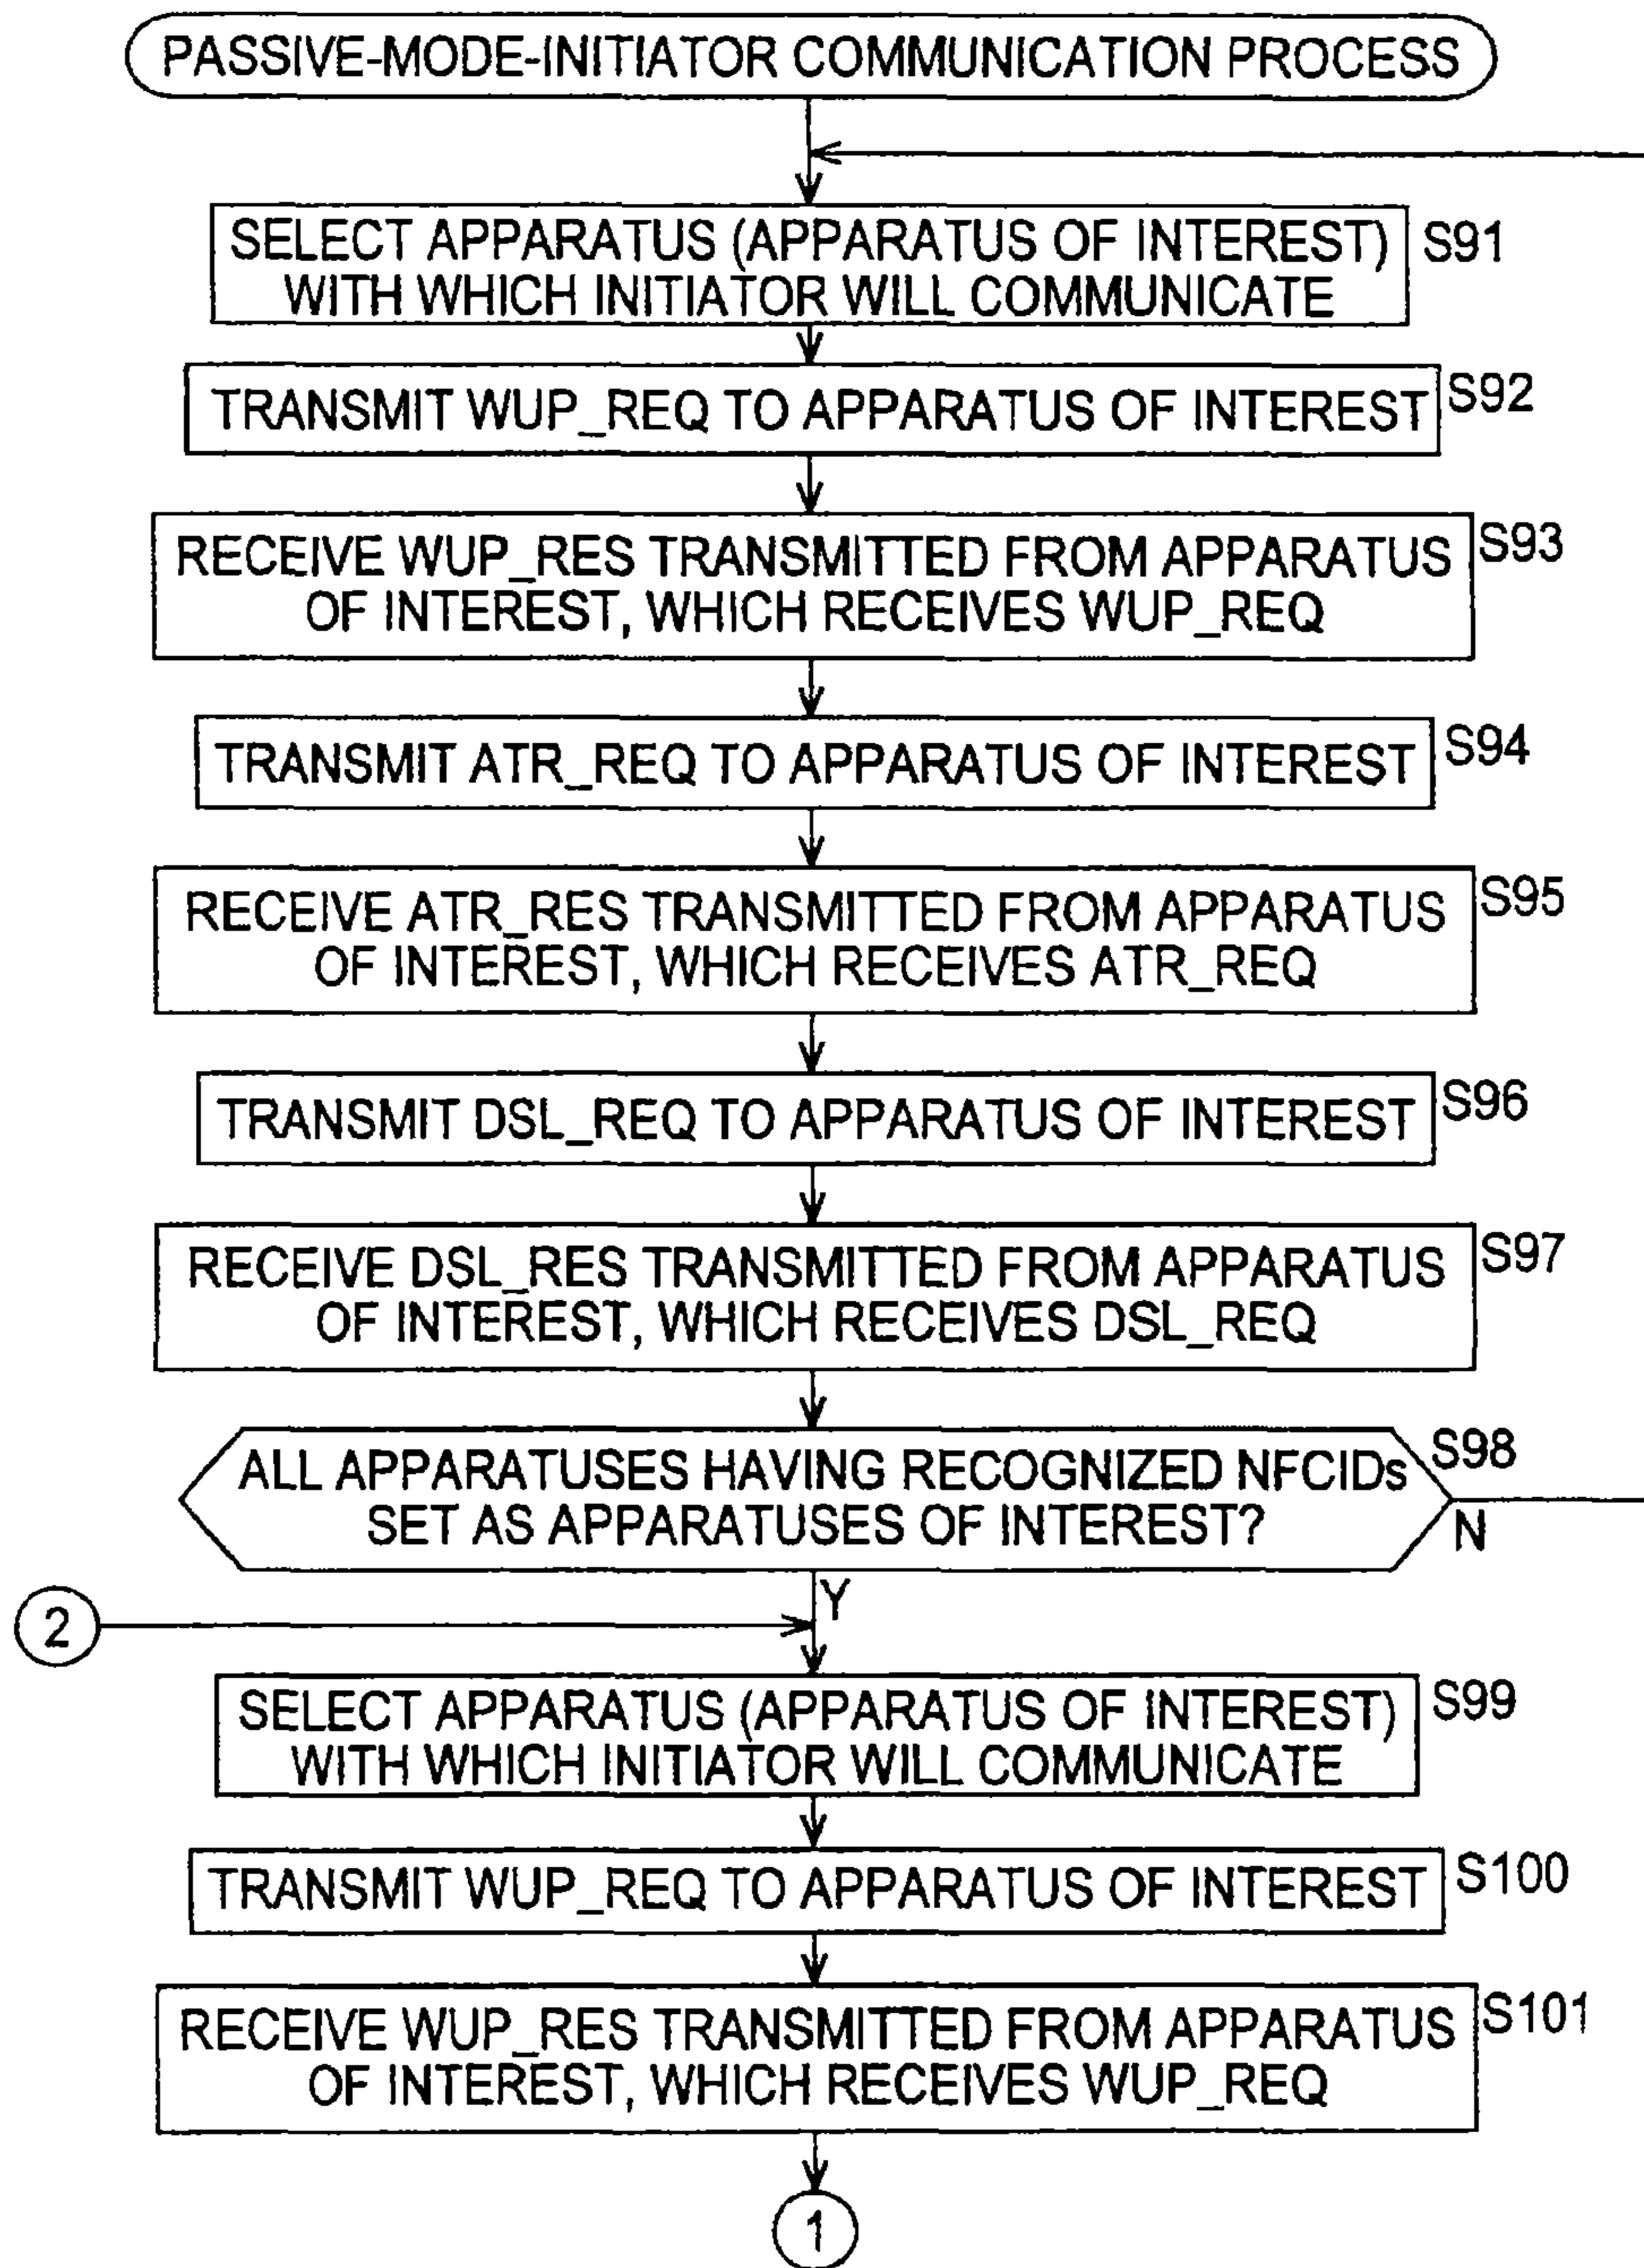 PASSIVE-MODE-INITIATOR COMMUNICATION PROCESS
SELECT APPARATUS (APPARATUS OF INTEREST)
WITH WHICH INITIATOR WILL COMMUNICATE
S91
TRANSMIT WUP_REQ TO APPARATUS OF INTEREST
S92
RECEIVE WUP_RES TRANSMITTED FROM APPARATUS
OF INTEREST, WHICH RECEIVES WUP_REQ
S93
TRANSMIT ATR_REQ TO APPARATUS OF INTEREST
S94
RECEIVE ATR_RES TRANSMITTED FROM APPARATUS
OF INTEREST, WHICH RECEIVES ATR_REQ
S95
TRANSMIT DSL_REQ TO APPARATUS OF INTEREST
S96
RECEIVE DSL_RES TRANSMITTED FROM APPARATUS
OF INTEREST, WHICH RECEIVES DSL_REQ
S97
ALL APPARATUSES HAVING RECOGNIZED NFCIDs
SET AS APPARATUSES OF INTEREST?
S98
N
Y
2
SELECT APPARATUS (APPARATUS OF INTEREST)
WITH WHICH INITIATOR WILL COMMUNICATE
S99
TRANSMIT WUP_REQ TO APPARATUS OF INTEREST
S100
RECEIVE WUP_RES TRANSMITTED FROM APPARATUS
OF INTEREST, WHICH RECEIVES WUP_REQ
S101
1